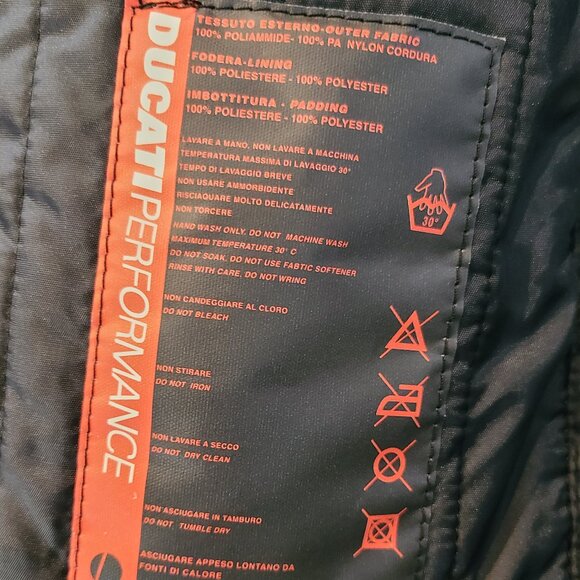 DUCATI PERFORMANCE
TESSUTO ESTERNO-OUTER FABRIC
100% POLIAMMIDE- 100% PA NYLON CORDURA
FODERA-LINING
100% POLIESTERE - 100% POLYESTER
IMBOTTITURA - PADDING
100% POLIESTERE - 100% POLYESTER
LAVARE A MANO, NON LAVARE A MACCHINA
TEMPERATURA MASSIMA DI LAVAGGIO 30°
TEMPO DI LAVAGGIO BREVE
NON USARE AMMORBIDENTE
RISCIAQUARE MOLTO DELICATAMENTE
NON TORCERE
HAND WASH ONLY, DO NOT MACHINE WASH
MAXIMUM TEMPERATURE 30° C
DO NOT SOAK, DO NOT USE FABTIC SOFTENER
RINSE WITH CARE, DO NOT WRING
30°
NON CANDEGGIARE AL CLORO
DO NOT BLEACH
NON STIRARE
DO NOT IRON
NON LAVARE A SECCO
DO NOT DRY CLEAN
NON ASCIUGARE IN TAMBURO
DO NOT TUMBLE DRY
ASCIUGARE APPESO LONTANO DA
FONTI DI CALORE